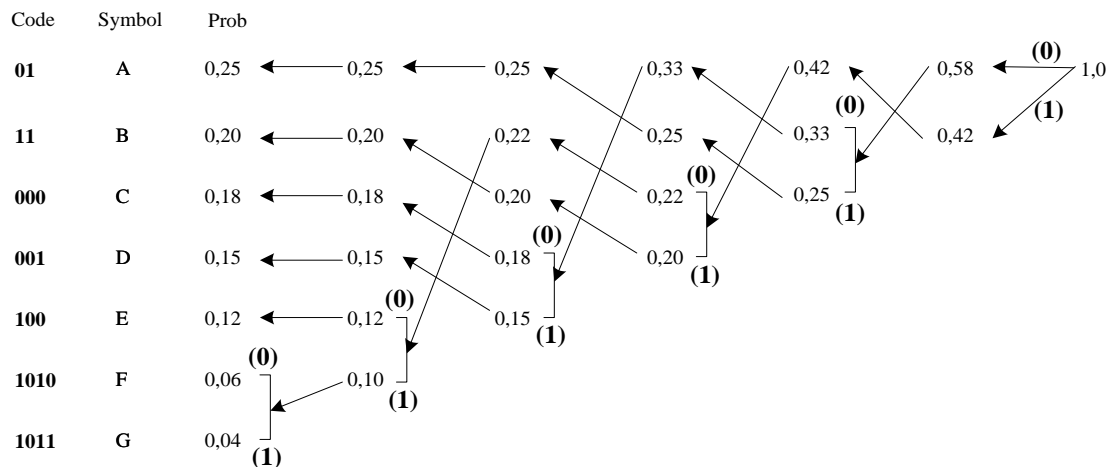 Code Symbol Prob
(0)
01 A 0,25 0,25 0,25 0,33 0,42 0,58 1,0
(0) (1)
11 B 0,20 0,20 0,22 0,25 0,33 0,42
(0)
000 C 0,18 0,18 0,20 0,22 0,25
(1)
(0)
001 D 0,15 0,15 0,18 0,20
(1)
(0)
100 E 0,12 0,12 0,15
(1)
(0)
1010 F 0,06 0,10
(1)
1011 G 0,04
(1)